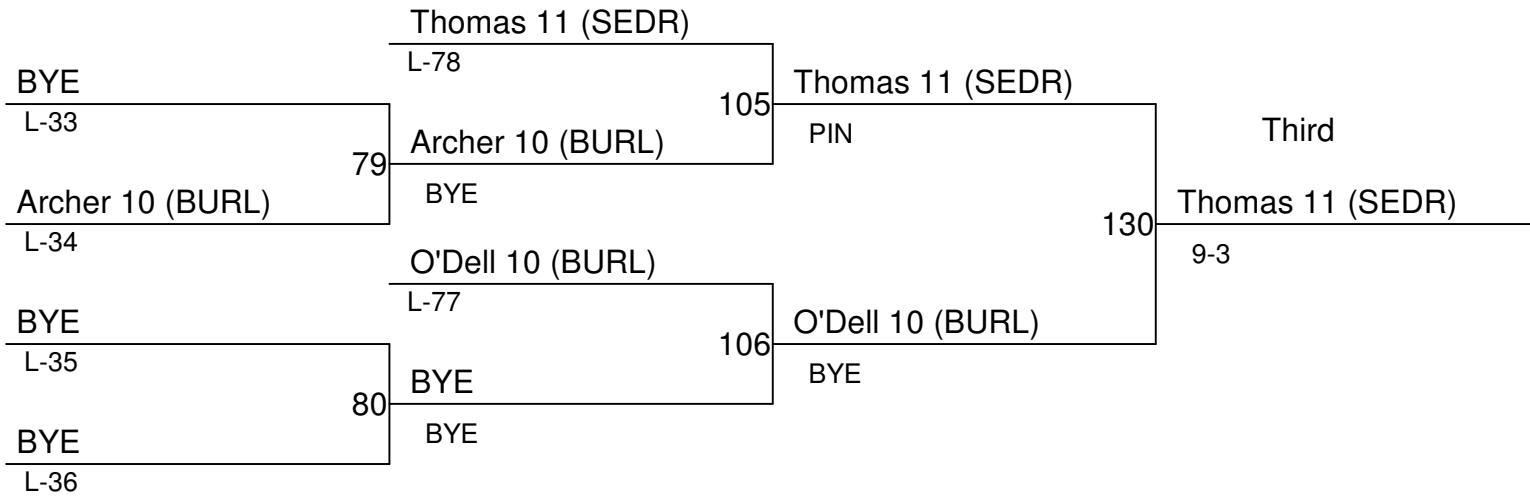 Thomas 11 (SEDR)
L-78
BYE
L-33
105
Thomas 11 (SEDR)
PIN
Third
79
Archer 10 (BURL)
BYE
Archer 10 (BURL)
L-34
130
Thomas 11 (SEDR)
9-3
O'Dell 10 (BURL)
L-77
BYE
L-35
106
O'Dell 10 (BURL)
BYE
80
BYE
BYE
BYE
L-36